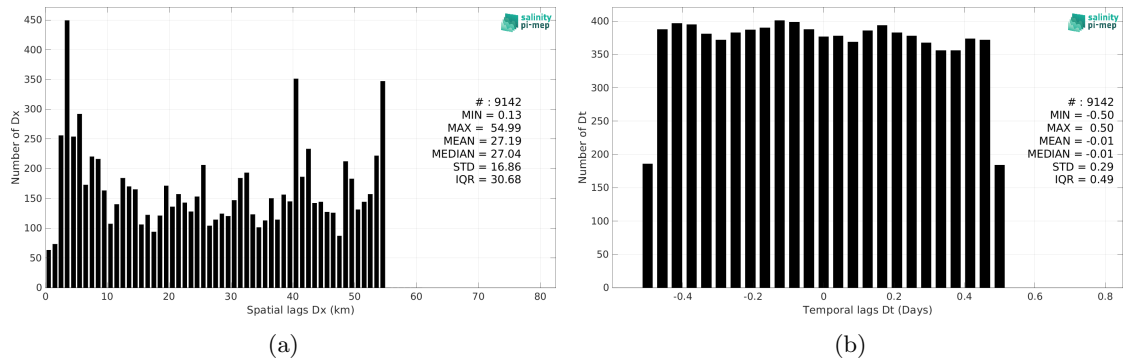 450
400
350
300
250
200
150
100
50
0
Number of Dx
0 10 20 30 40 50 60 70 80
Spatial lags Dx (km)
salinity
pi-mep
# : 9142
MIN = 0.13
MAX = 54.99
MEAN = 27.19
MEDIAN = 27.04
STD = 16.86
IQR = 30.68
(a)
400
350
300
250
200
150
100
50
0
Number of Dt
-0.4 -0.2 0 0.2 0.4 0.6 0.8
Temporal lags Dt (Days)
salinity
pi-mep
# : 9142
MIN = -0.50
MAX = 0.50
MEAN = -0.01
MEDIAN = -0.01
STD = 0.29
IQR = 0.49
(b)